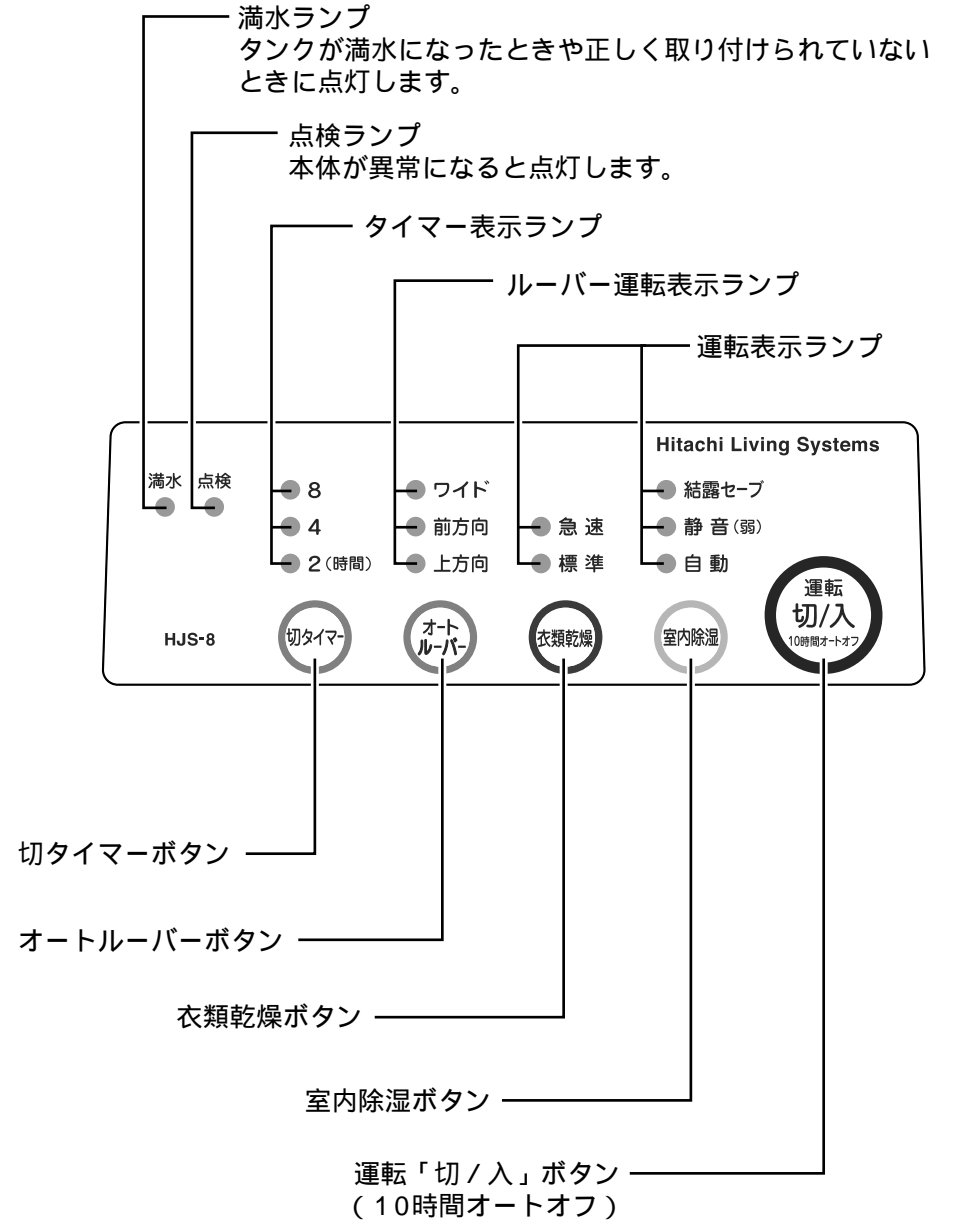 満水ランプ
タンクが満水になったときや正しく取り付けられていない
ときに点灯します。
点検ランプ
本体が異常になると点灯します。
タイマー表示ランプ
ルーバー運転表示ランプ
運転表示ランプ
Hitachi Living Systems
満水 点検
8
4
2(時間)
ワイド
前方向
上方向
急速
標準
結露セーブ
静音(弱)
自動
HJS-8
切タイマー
オート
ルーバー
衣類乾燥
室内除湿
運転
切/入
10時間オートオフ
切タイマーボタン
オートルーバーボタン
衣類乾燥ボタン
室内除湿ボタン
運転「切/入」ボタン
(10時間オートオフ)